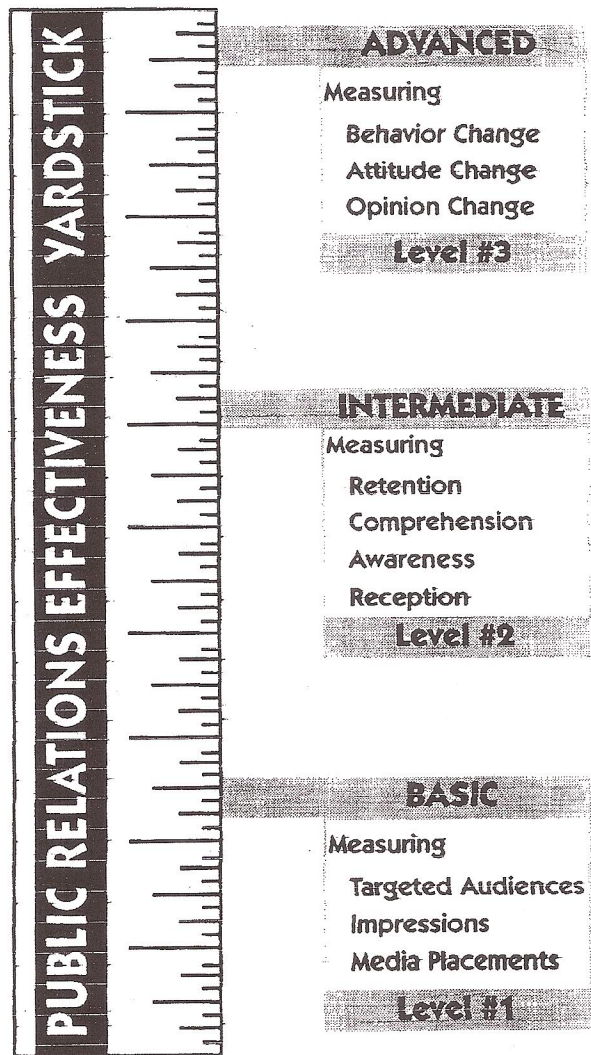 PUBLIC RELATIONS EFFECTIVENESS YARDSTICK
ADVANCED
Measuring
Behavior Change
Attitude Change
Opinion Change
Level #3
INTERMEDIATE
Measuring
Retention
Comprehension
Awareness
Reception
Level #2
BASIC
Measuring
Targeted Audiences
Impressions
Media Placements
Level #1